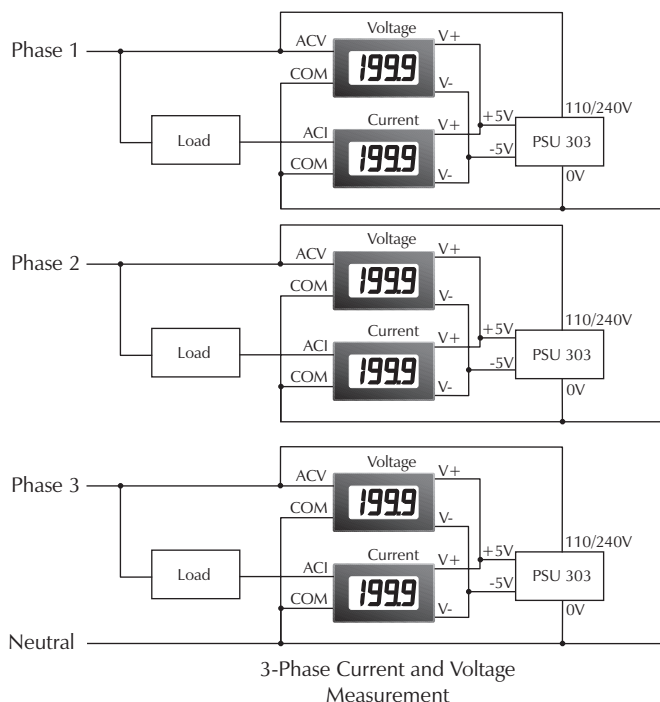 Voltage
Phase 1 ACV 199.9 V+
COM V- 110/240V
Current +5V
Load ACI 199.9 V+ PSU 303
COM V- -5V
0V
Voltage
Phase 2 ACV 199.9 V+
COM V- 110/240V
Current +5V
Load ACI 199.9 V+ PSU 303
COM V- -5V
0V
Voltage
Phase 3 ACV 199.9 V+
COM V- 110/240V
Current +5V
Load ACI 199.9 V+ PSU 303
COM V- -5V
0V
Neutral
3-Phase Current and Voltage
Measurement